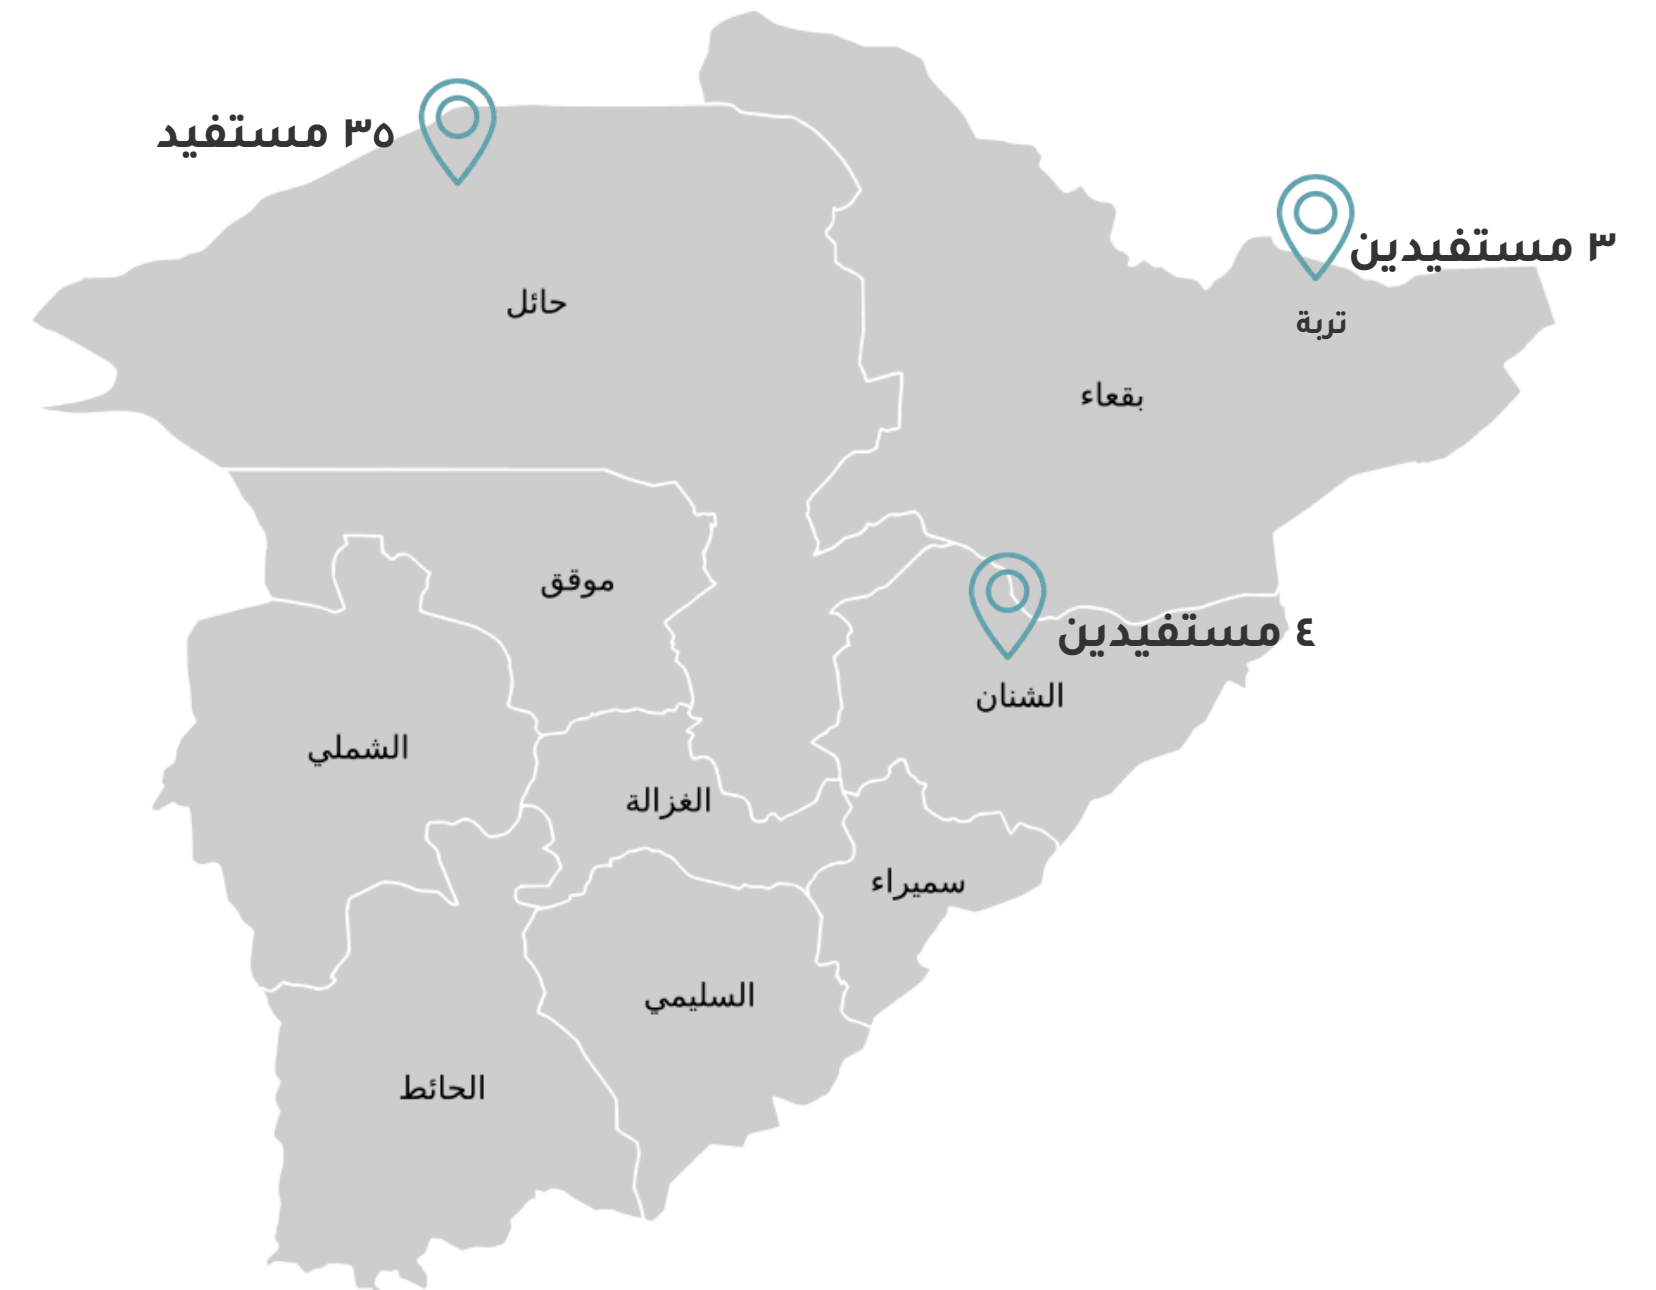 ٣٥ مستفيد
٣ مستفيدين
حائل
تربة
بقعاء
موقق
٤ مستفيدين
الشنان
الشملي
الغزالة
سميراء
السليمي
الحائط